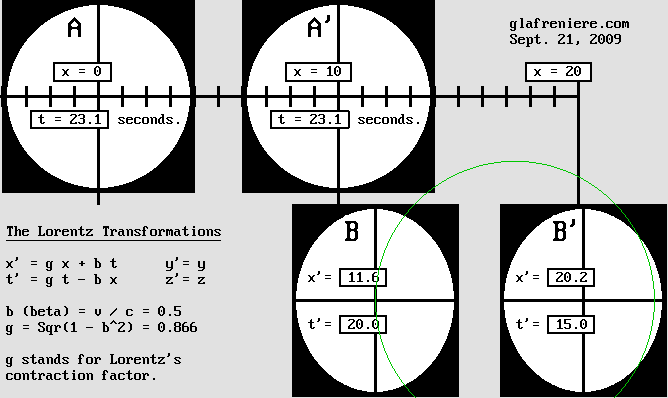 A
A'
glafreniere.com
Sept. 21, 2009
x = 0
x = 10
x = 20
t = 23.1 seconds.
t = 23.1 seconds.
The Lorentz Transformations
B
B'
x' = g x + b t y'= y
t' = g t - b x z'= z
x'= 11.6
x'= 20.2
b (beta) = v / c = 0.5
g = Sqr(1 - b^2) = 0.866
t'= 20.0
t'= 15.0
g stands for Lorentz's
contraction factor.